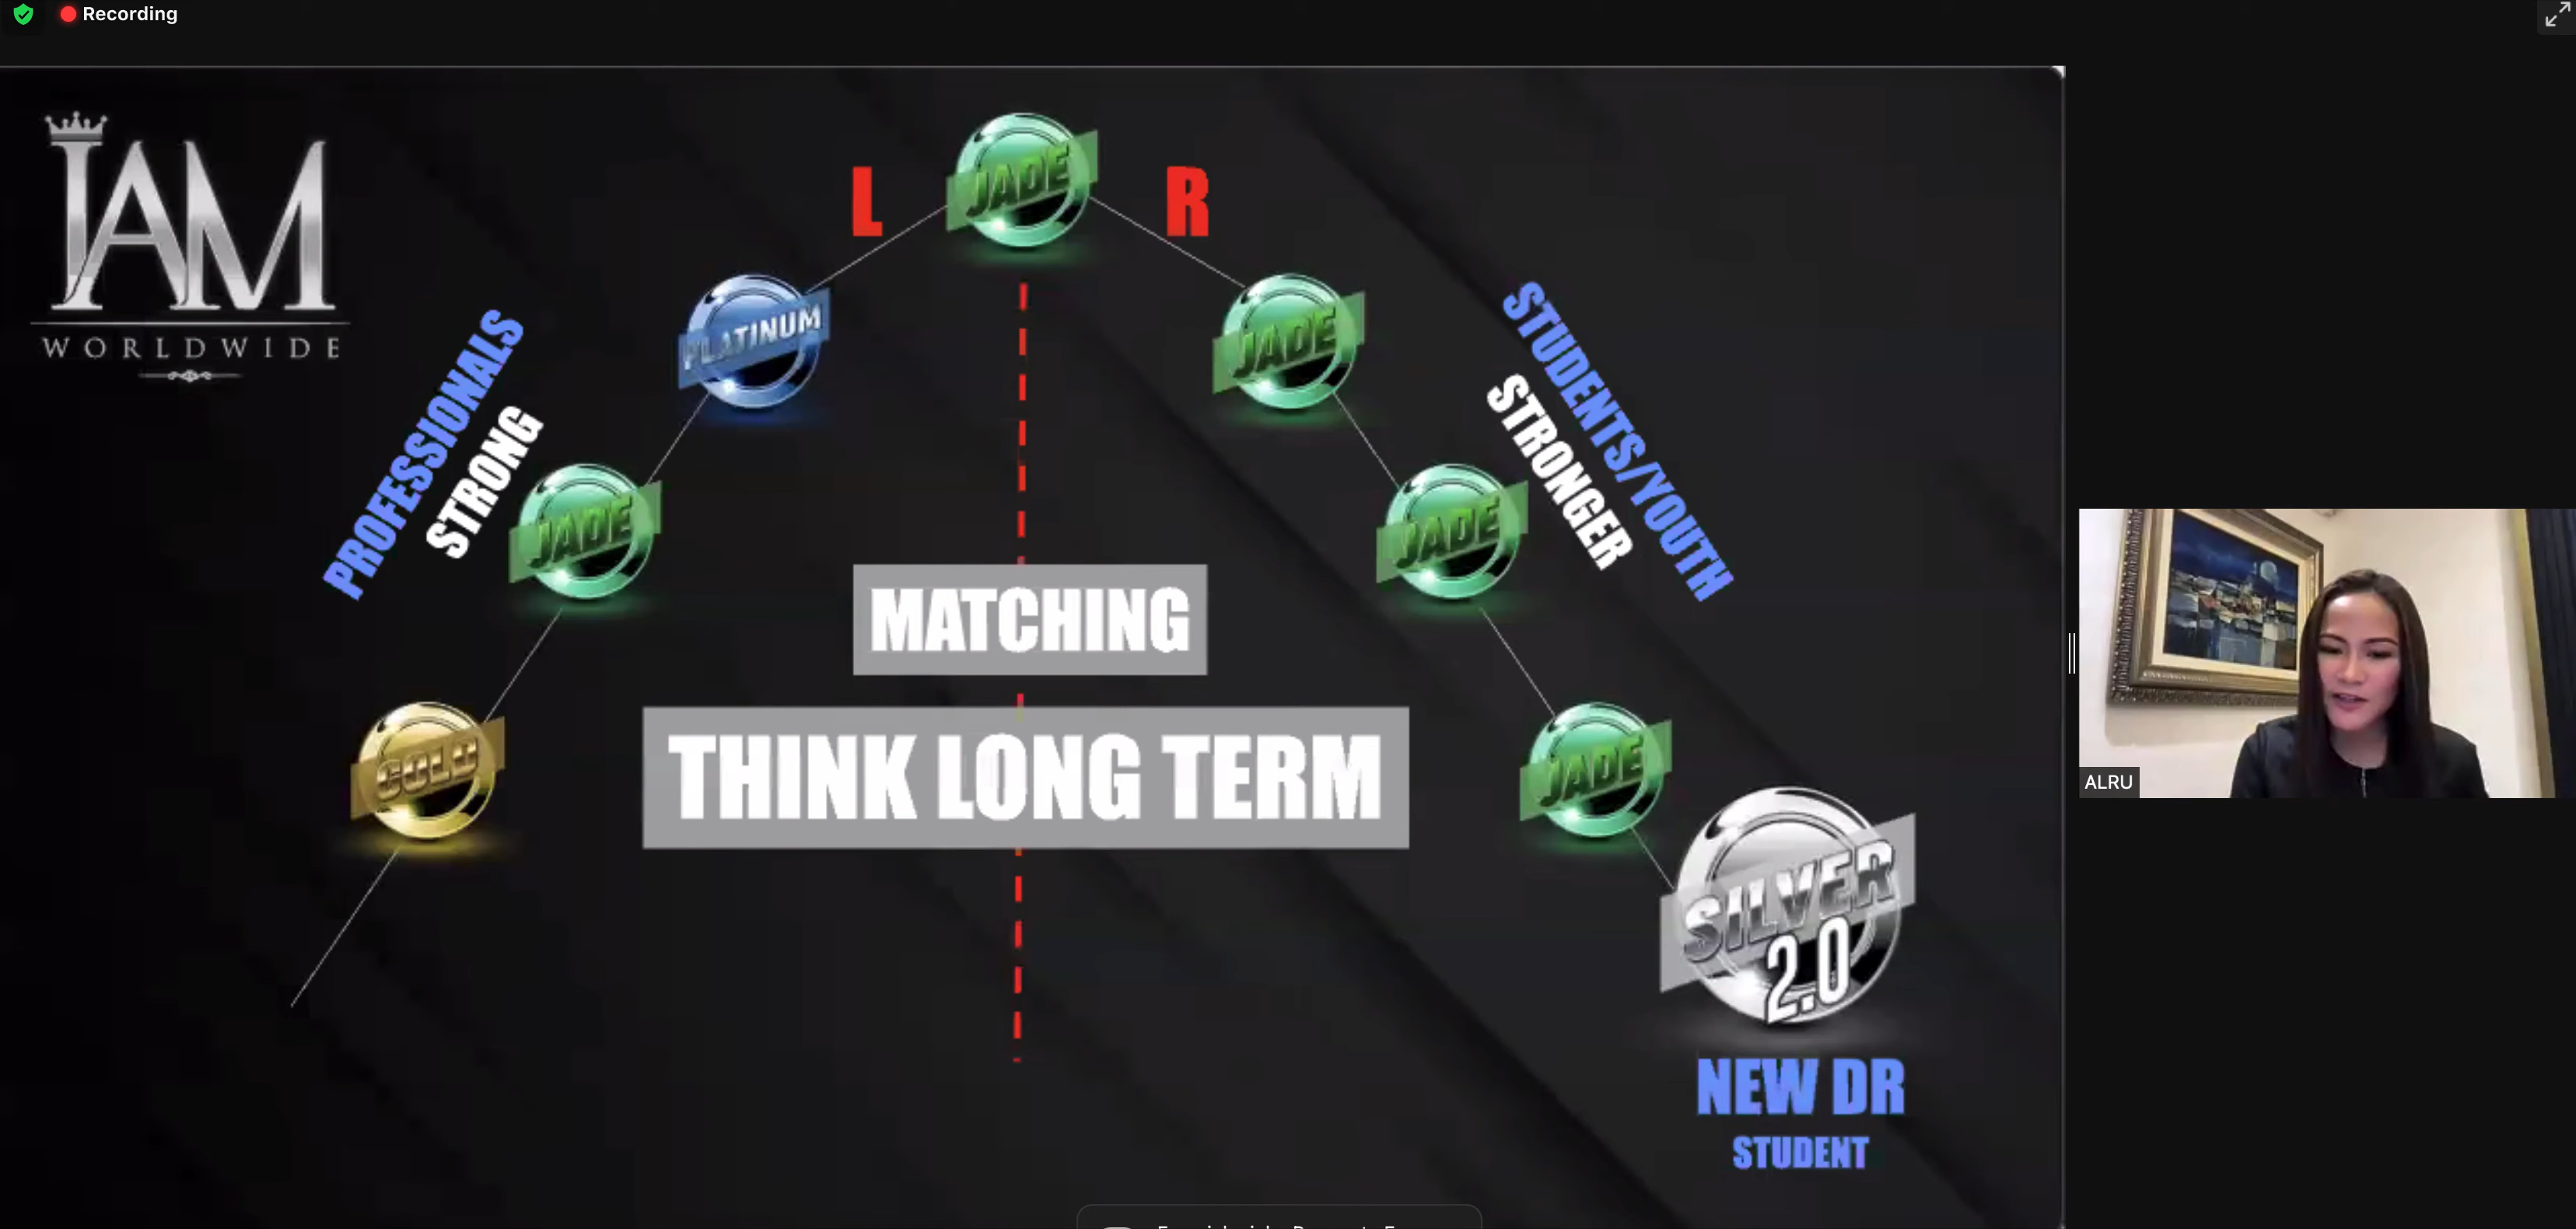 Recording
IAM
WORLDWIDE
L
R
JADE
PLATINUM
JADE
PROFESSIONALS
STRONG
STUDENTS/YOUTH
STRONGER
JADE
JADE
MATCHING
GOLD
THINK LONG TERM
JADE
SILVER
2.0
NEW DR
STUDENT
ALRU